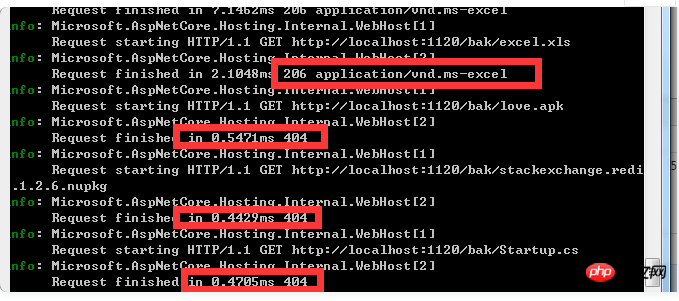 Request finished in 7.1462ms 206 application/vnd.ms-excel
nfo: Microsoft.AspNetCore.Hosting.Internal.WebHost[1]
Request starting HTTP/1.1 GET http://localhost:1120/bak/excel.xls
nfo: Microsoft.AspNetCore.Hosting.Internal.WebHost[2]
Request finished in 2.1048ms 206 application/vnd.ms-excel
nfo: Microsoft.AspNetCore.Hosting.Internal.WebHost[1]
Request starting HTTP/1.1 GET http://localhost:1120/bak/love.apk
nfo: Microsoft.AspNetCore.Hosting.Internal.WebHost[2]
Request finished in 0.5471ms 404
nfo: Microsoft.AspNetCore.Hosting.Internal.WebHost[1]
Request starting HTTP/1.1 GET http://localhost:1120/bak/stackexchange.redi
.1.2.6.nupkg
nfo: Microsoft.AspNetCore.Hosting.Internal.WebHost[2]
Request finished in 0.4429ms 404
nfo: Microsoft.AspNetCore.Hosting.Internal.WebHost[1]
Request starting HTTP/1.1 GET http://localhost:1120/bak/Startup.cs
nfo: Microsoft.AspNetCore.Hosting.Internal.WebHost[2]
Request finished in 0.4705ms 404
php
网